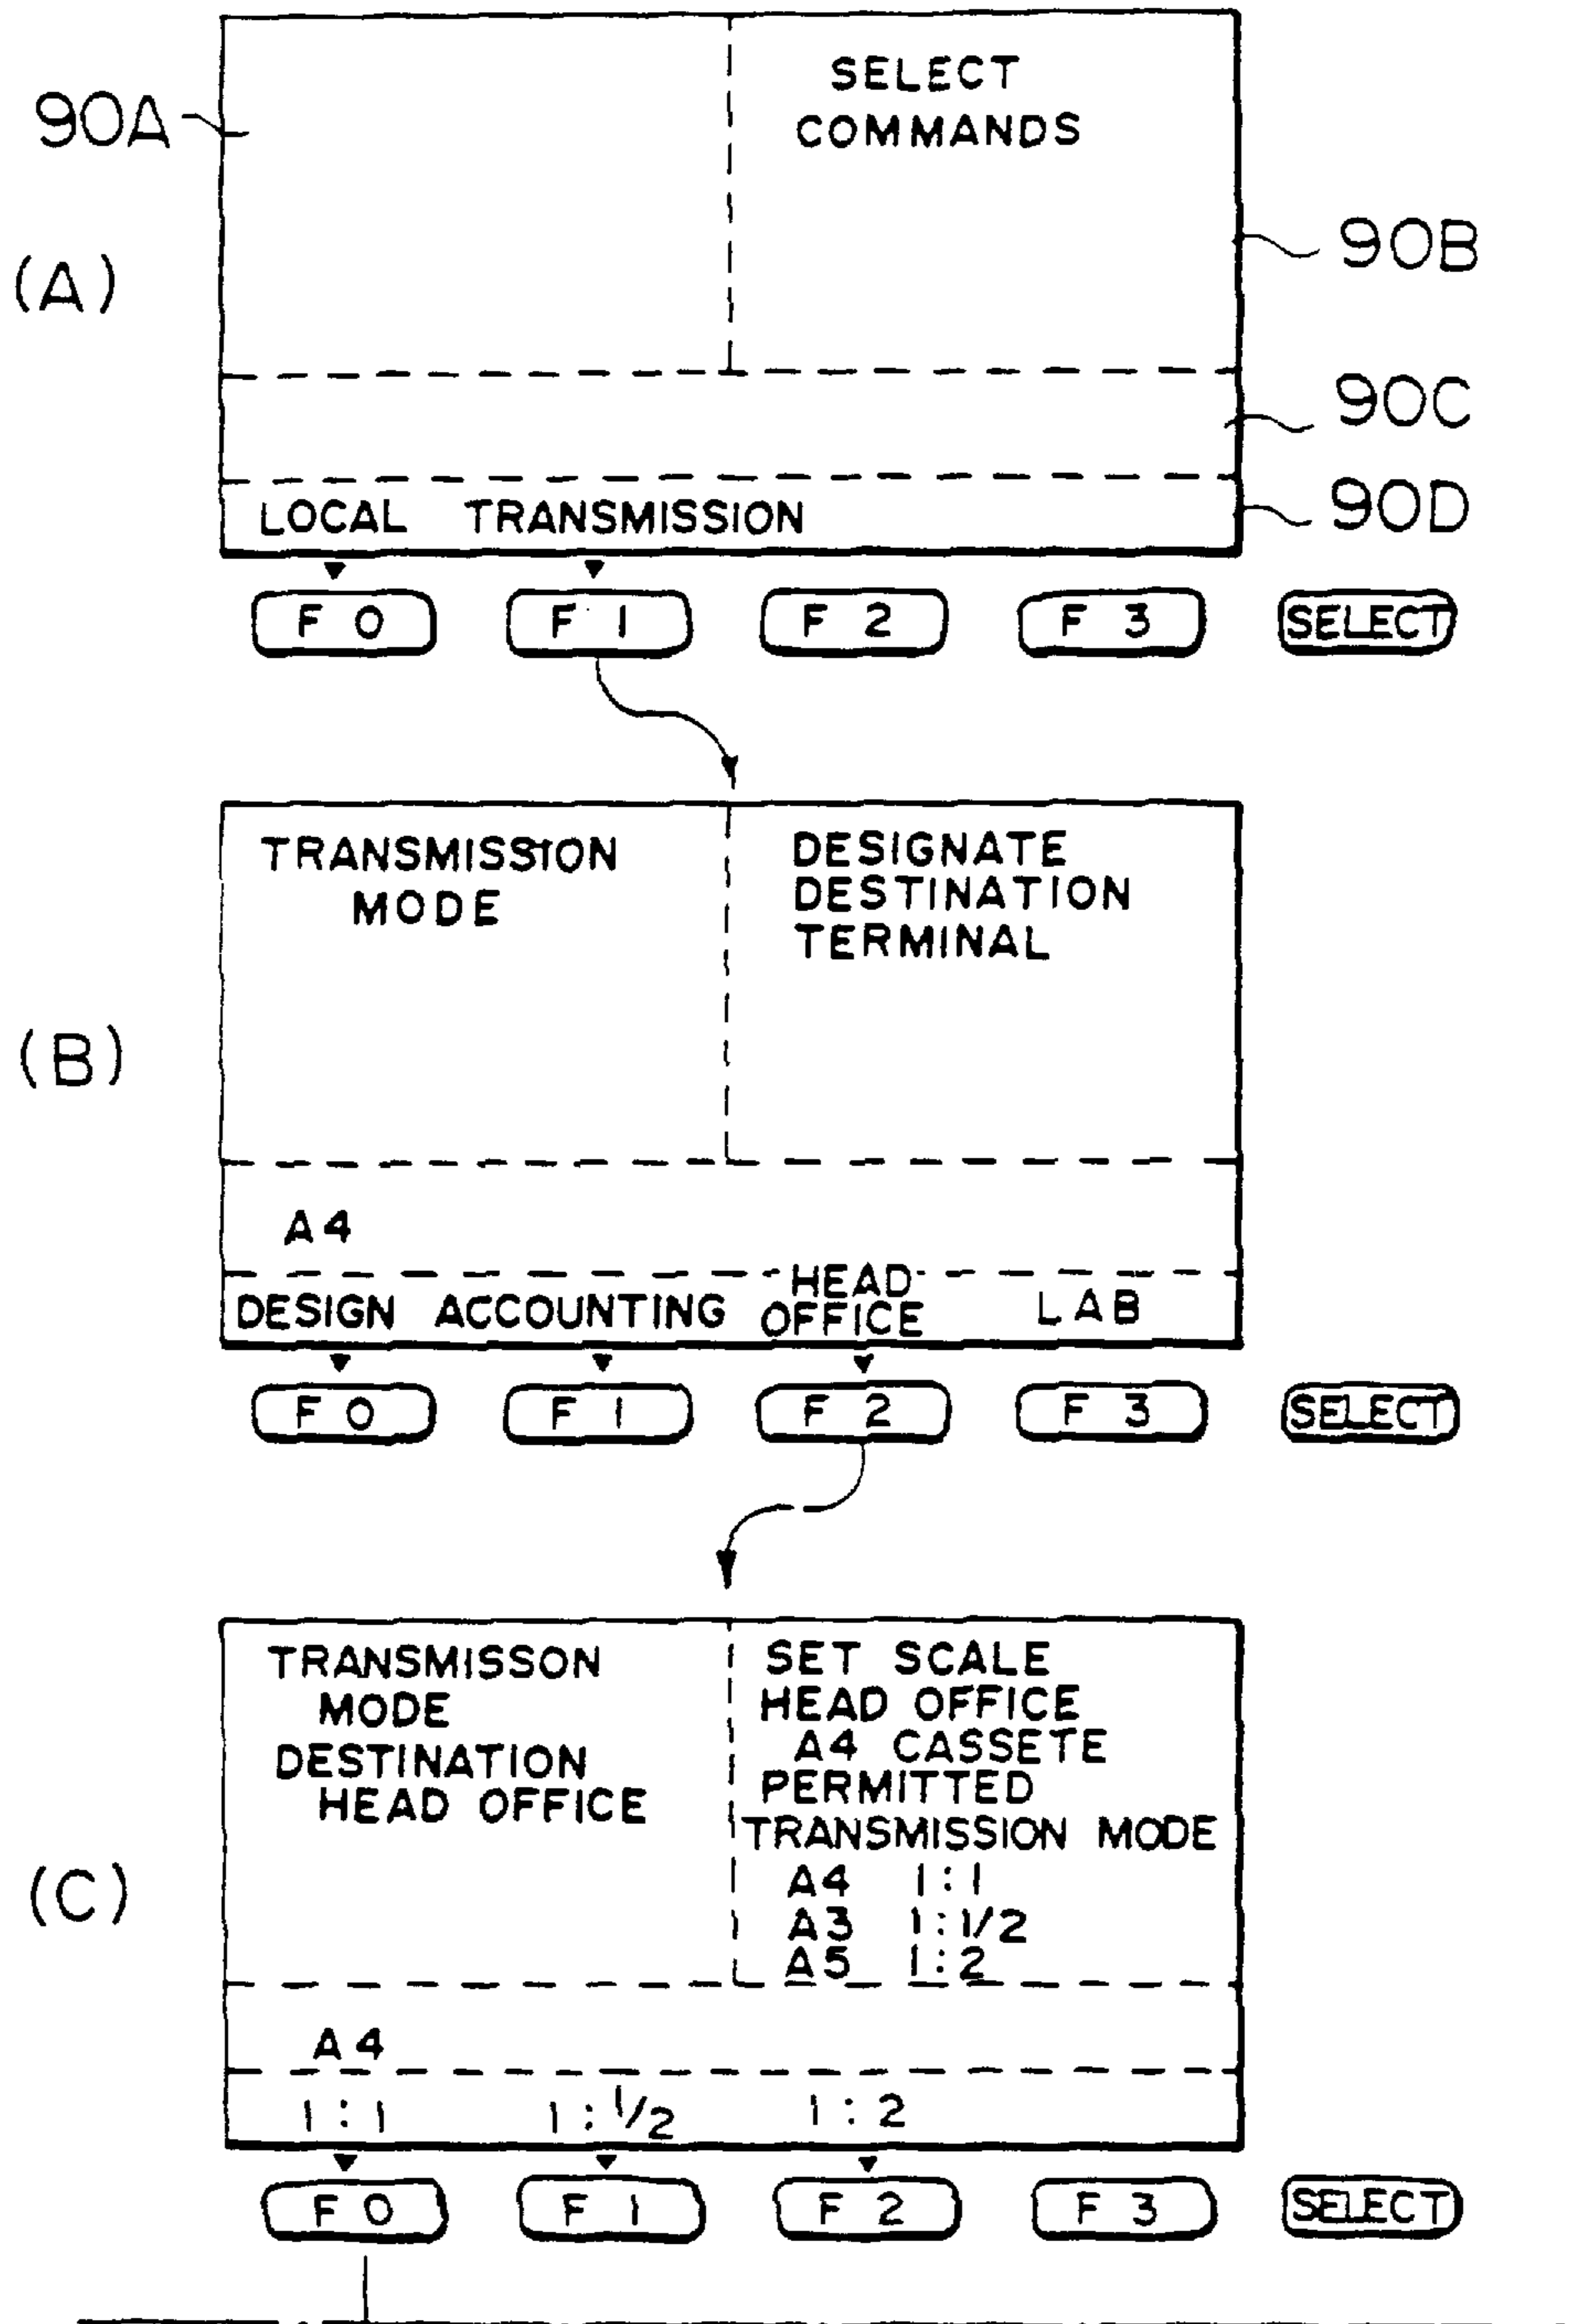 90A
SELECT
COMMANDS
90B
(A)
90C
90D
LOCAL TRANSMISSION
F 0 F 1 F 2 F 3 SELECT
TRANSMISSION
MODE
DESIGNATE
DESTINATION
TERMINAL
(B)
A4
DESIGN ACCOUNTING HEAD
OFFICE LAB
F 0 F 1 F 2 F 3 SELECT
TRANSMISSON
MODE
DESTINATION
HEAD OFFICE
SET SCALE
HEAD OFFICE
A4 CASSETE
PERMITTED
TRANSMISSION MODE
A4 1:1
A3 1:1/2
A5 1:2
(C)
A4
1:1 1:1/2 1:2
F 0 F 1 F 2 F 3 SELECT